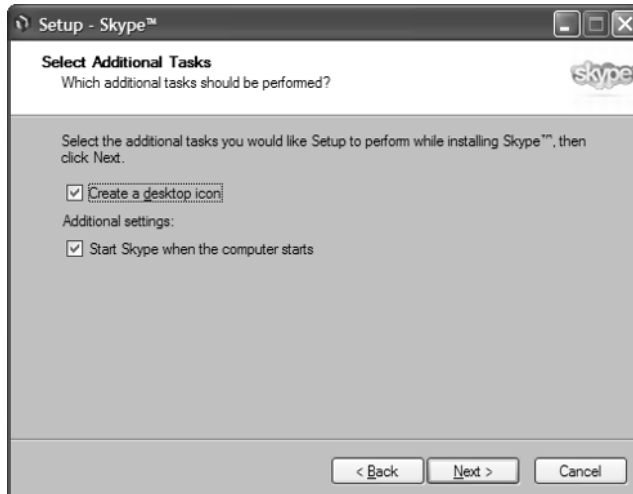 Setup - Skype™
Select Additional Tasks
Which additional tasks should be performed?
skype
Select the additional tasks you would like Setup to perform while installing Skype™, then
click Next.
Create a desktop icon
Additional settings:
Start Skype when the computer starts
< Back
Next >
Cancel